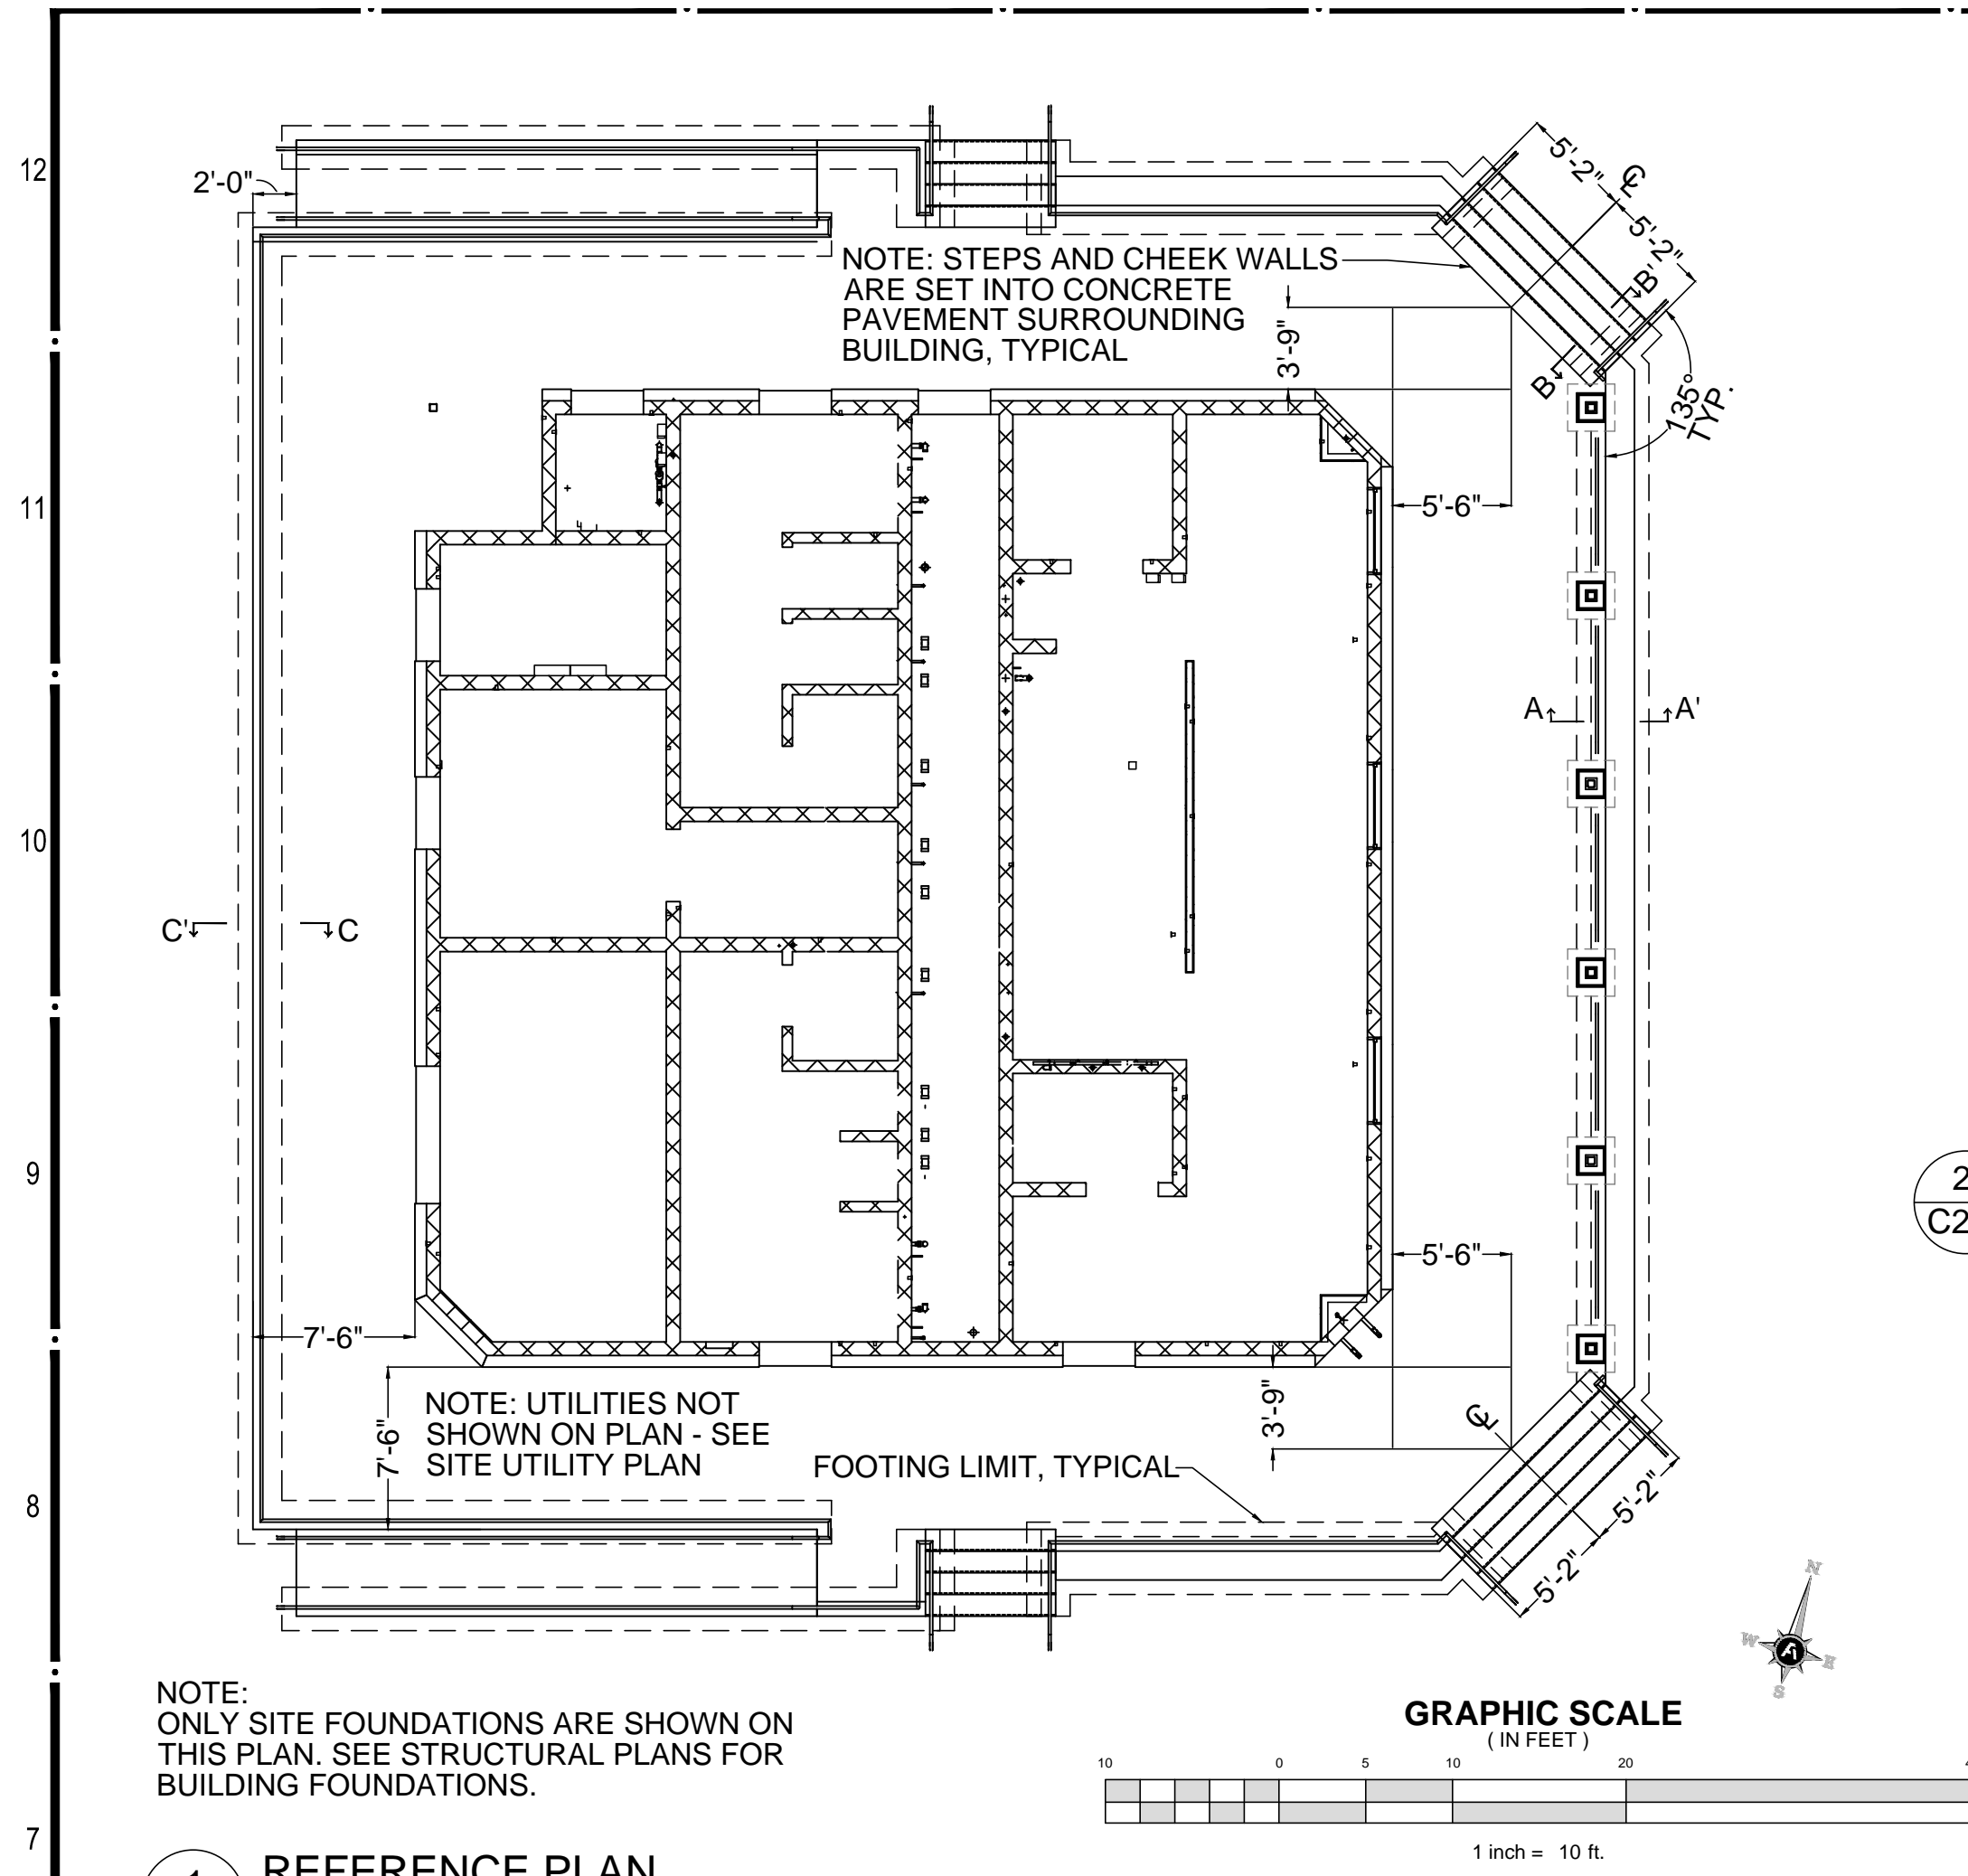 12
11
10
9
8
7
2'-0"
NOTE: STEPS AND CHEEK WALLS
ARE SET INTO CONCRETE
PAVEMENT SURROUNDING
BUILDING, TYPICAL
5'-2"
℄
5'-2"
B'
B
135°
TYP.
3'-9"
5'-6"
A
A'
C'
C
2
C2
5'-6"
7'-6"
7'-6"
3'-9"
NOTE: UTILITIES NOT
SHOWN ON PLAN - SEE
SITE UTILITY PLAN
FOOTING LIMIT, TYPICAL
℄
5'-2"
5'-2"
N
W
E
S
NOTE:
ONLY SITE FOUNDATIONS ARE SHOWN ON
THIS PLAN. SEE STRUCTURAL PLANS FOR
BUILDING FOUNDATIONS.
GRAPHIC SCALE
( IN FEET )
10 0 5 10 20
1 inch = 10 ft.
1
REFERENCE PLAN